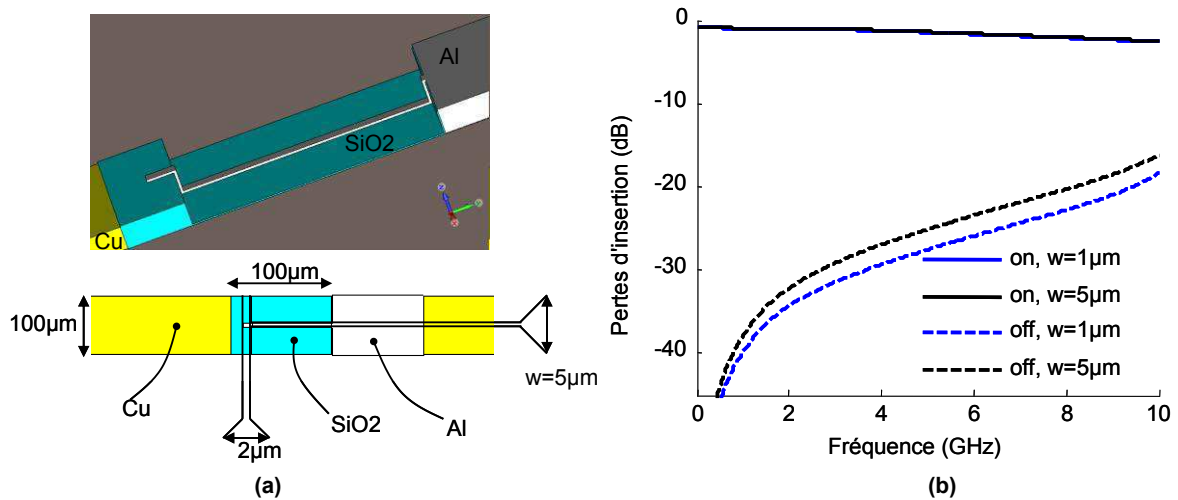 Al
SiO2
Cu
100µm
100µm
w=5µm
Cu
SiO2
Al
2µm
(a)
0
-10
-20
-30
-40
Pertes d'insertion (dB)
on, w=1µm
on, w=5µm
off, w=1µm
off, w=5µm
0
2
4
6
8
10
Fréquence (GHz)
(b)